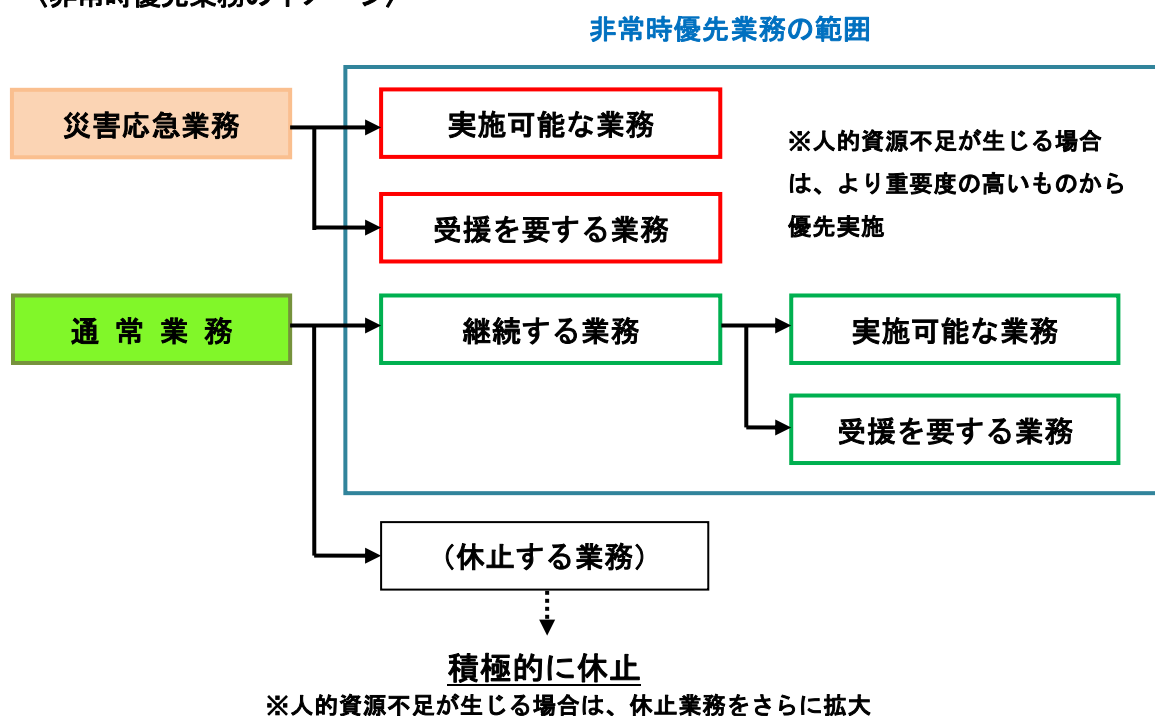 非常時優先業務の範囲
災害応急業務
実施可能な業務
※人的資源不足が生じる場合
は、より重要度の高いものから
優先実施
受援を要する業務
通 常 業 務
継続する業務
実施可能な業務
受援を要する業務
(休止する業務)
積極的に休止
※人的資源不足が生じる場合は、休止業務をさらに拡大